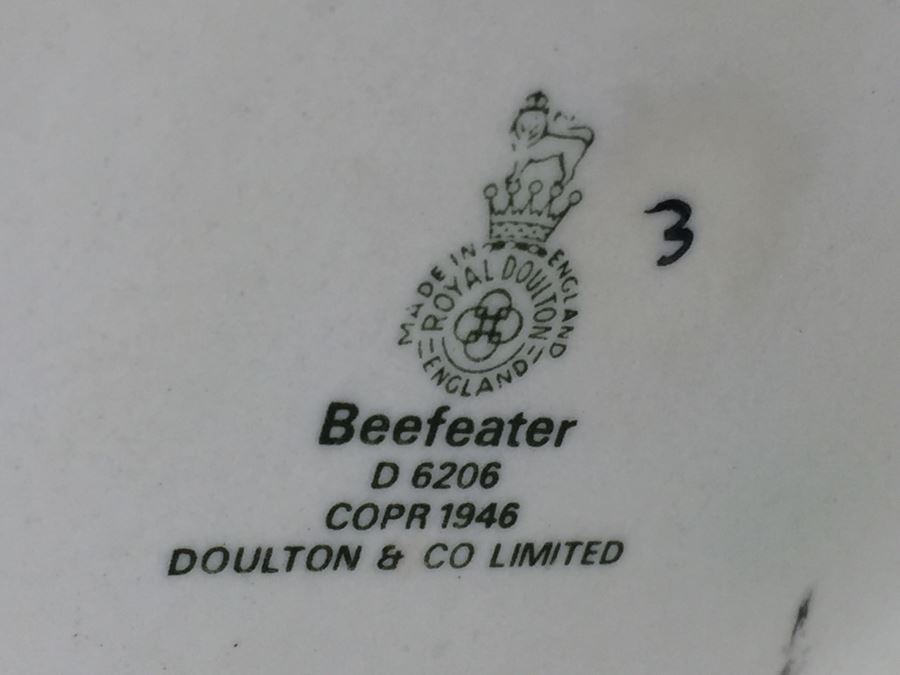 MADE IN ENGLAND
ROYAL DOULTON
ENGLAND
3
Beefeater
D 6206
COPR 1946
DOULTON & CO LIMITED